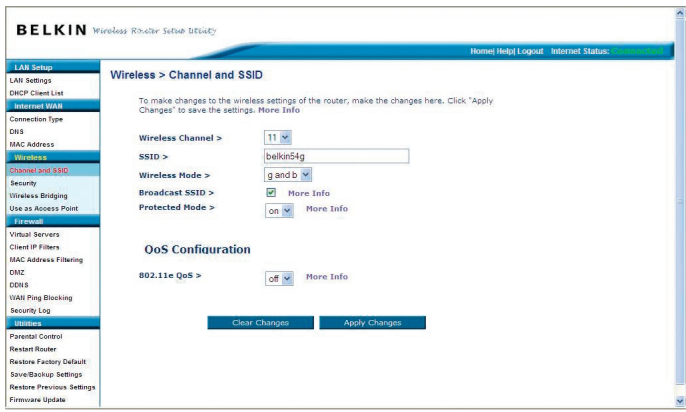 BELKIN Wireless Router Setup Utility
Home| Help| Logout Internet Status: Connected
LAN Setup
LAN Settings
DHCP Client List
Internet WAN
Connection Type
DNS
MAC Address
Wireless
Channel and SSID
Security
Wireless Bridging
Use as Access Point
Firewall
Virtual Servers
Client IP Filters
MAC Address Filtering
DMZ
DDNS
WAN Ping Blocking
Security Log
Utilities
Parental Control
Restart Router
Restore Factory Default
Save/Backup Settings
Restore Previous Settings
Firmware Update
Wireless > Channel and SSID
To make changes to the wireless settings of the router, make the changes here. Click "Apply
Changes" to save the settings. More Info
Wireless Channel > 11
SSID > belkin54g
Wireless Mode > g and b
Broadcast SSID > More Info
Protected Mode > on More Info
QoS Configuration
802.11e QoS > off More Info
Clear Changes Apply Changes